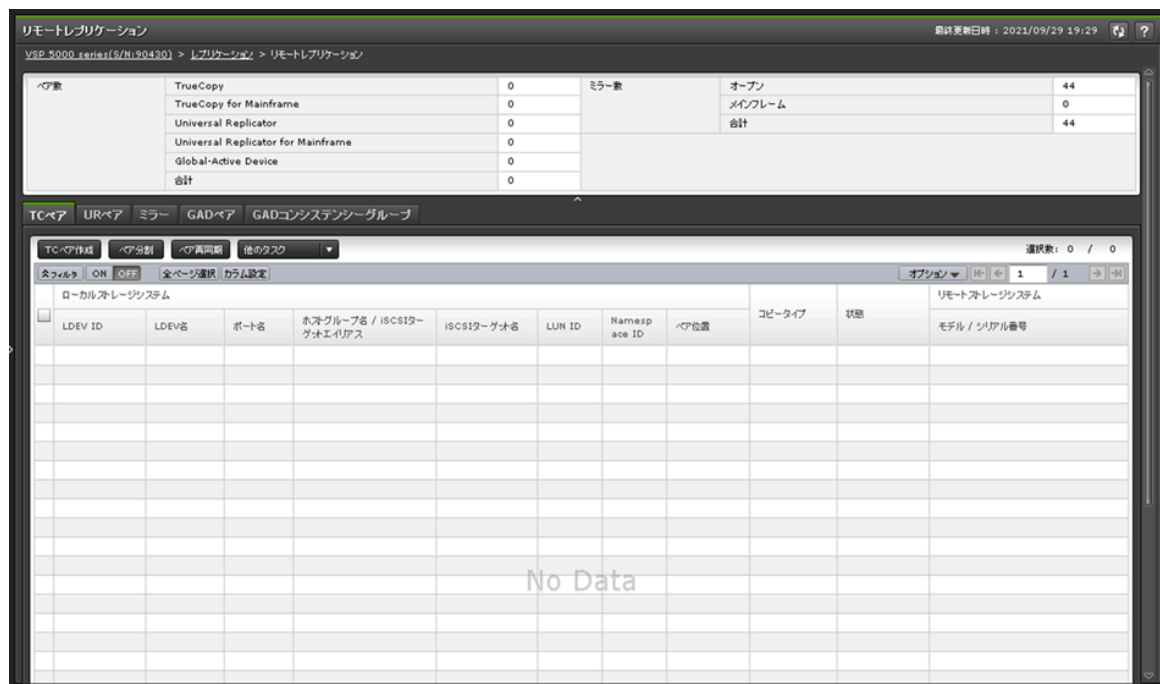 リモートレプリケーション
最終更新日時 : 2021/09/29 19:29
?
VSP 5000 series(S/N:90430) > レプリケーション > リモートレプリケーション
ペア数 TrueCopy 0 ミラー数 オープン 44
TrueCopy for Mainframe 0 メインフレーム 0
Universal Replicator 0 合計 44
Universal Replicator for Mainframe 0
Global-Active Device 0
合計 0
TCペア URペア ミラー GADペア GADコンシステンシーグループ
TCペア作成 ペア分割 ペア再同期 他のタスク 選択数: 0 / 0
フィルタ ON OFF 全ページ選択 カラム設定 オプション 1 / 1
ローカルストレージシステム コピータイプ 状態 リモートストレージシステム
LDEV ID LDEV名 ポート名 ホストグループ名 / iSCSIターゲットエイリアス iSCSIターゲット名 LUN ID Namespace ID ペア位置 モデル / シリアル番号
No Data